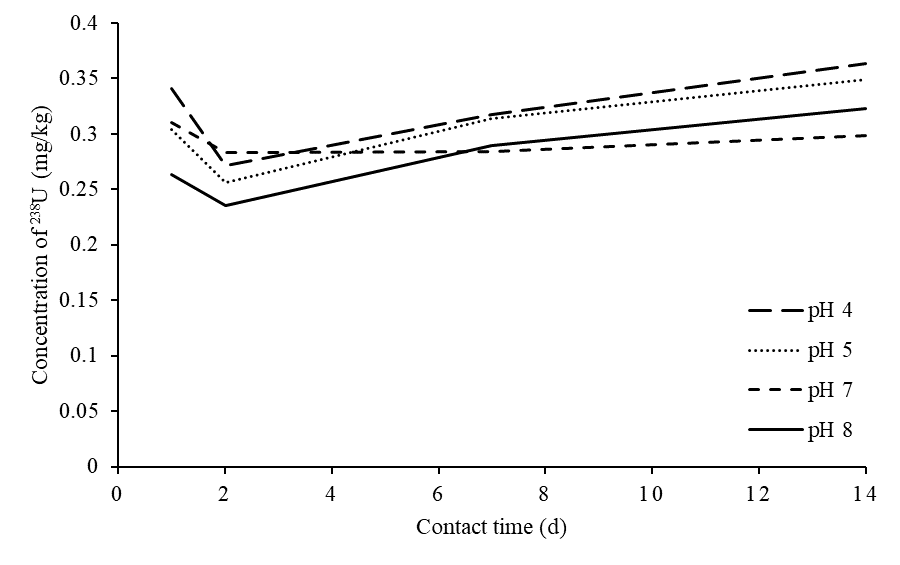 0.4
0.35
0.3
0.25
0.2
0.15
0.1
0.05
0
Concentration of ²³⁸U (mg/kg)
0 2 4 6 8 10 12 14
Contact time (d)
pH 4
pH 5
pH 7
pH 8